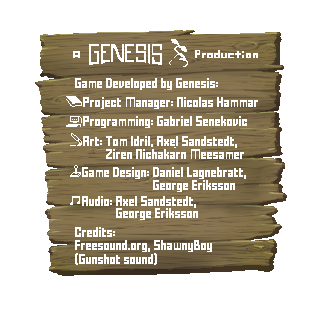 A GENESIS Production
Game Developed by Genesis:
Project Manager: Nicolas Hammar
Programming: Gabriel Senekovic
Art: Tom Idril, Axel Sandstedt,
Ziren Nichakarn Meesamer
Game Design: Daniel Lagnebratt,
George Eriksson
Audio: Axel Sandstedt,
George Eriksson
Credits:
Freesound.org, ShawnyBoy
(Gunshot sound)